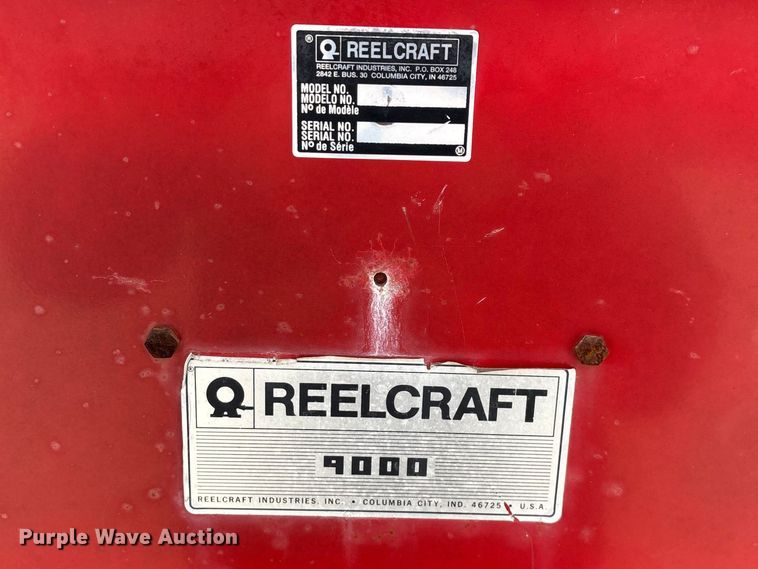 ® REELCRAFT
REELCRAFT INDUSTRIES, INC. P.O. BOX 248
2842 E. BUS. 30 COLUMBIA CITY, IN 46725
MODEL NO.
MODELO NO.
Nº de Modèle
SERIAL NO.
SERIAL NO.
Nº de Série
® REELCRAFT
9000
REELCRAFT INDUSTRIES, INC. • COLUMBIA CITY, IND. 46725 U.S.A.
Purple Wave Auction